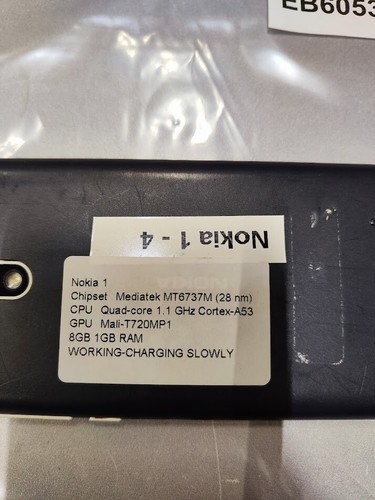 EB6053
Nokia 1 - 4
Nokia 1
Chipset Mediatek MT6737M (28 nm)
CPU Quad-core 1.1 GHz Cortex-A53
GPU Mali-T720MP1
8GB 1GB RAM
WORKING-CHARGING SLOWLY